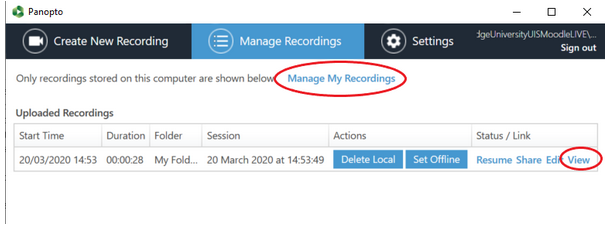 Panopto
Create New Recording Manage Recordings Settings dgeUniversityUISMoodleLIVE\...
Sign out
Only recordings stored on this computer are shown below Manage My Recordings
Uploaded Recordings
Start Time Duration Folder Session Actions Status / Link
20/03/2020 14:53 00:00:28 My Fold... 20 March 2020 at 14:53:49 Delete Local Set Offline Resume Share Edit View